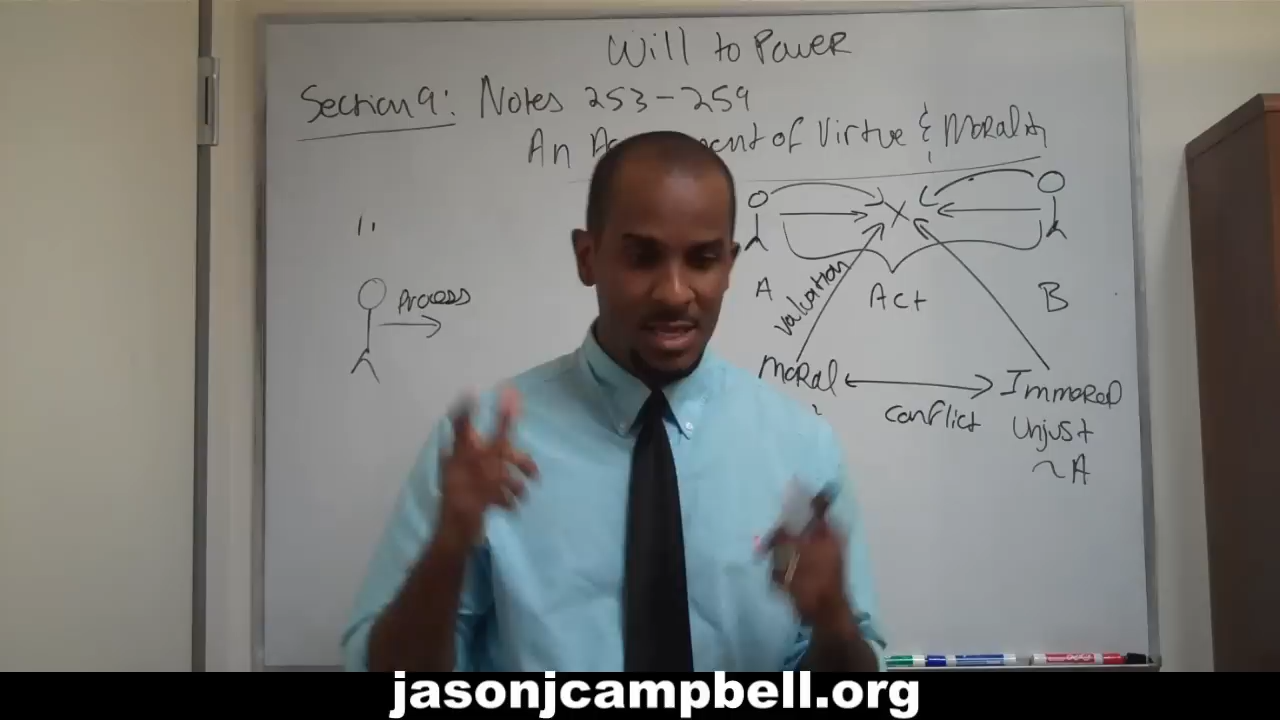 Will to Power
Section 9: Notes 253-259
An A ment of Virtue & Morality
1.
Process
A
valuation
Act
B
Moral
conflict
Immoral
Unjust
~A
jasonjcampbell.org